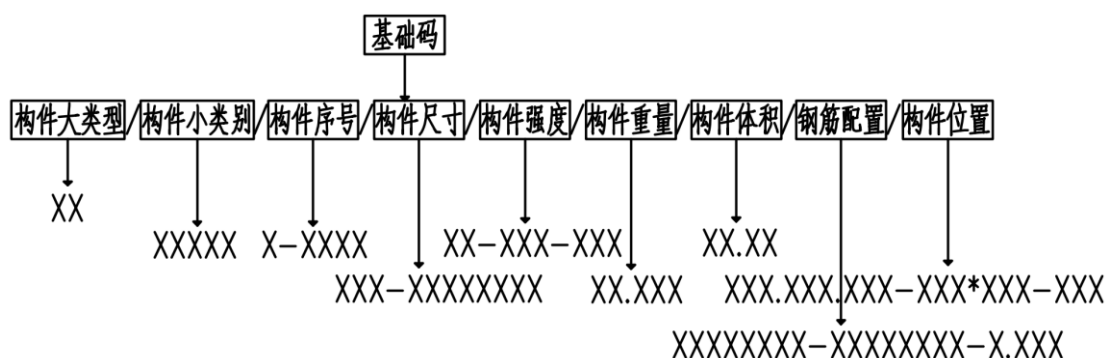 基础码
构件大类型/构件小类别/构件序号/构件尺寸/构件强度/构件重量/构件体积/钢筋配置/构件位置
XX
XXXXX X-XXXX XX-XXX-XXX XX.XX
XXX-XXXXXXXX XX.XXX XXX.XXX.XXX-XXX*XXX-XXX
XXXXXXXX-XXXXXXXX-X.XXX